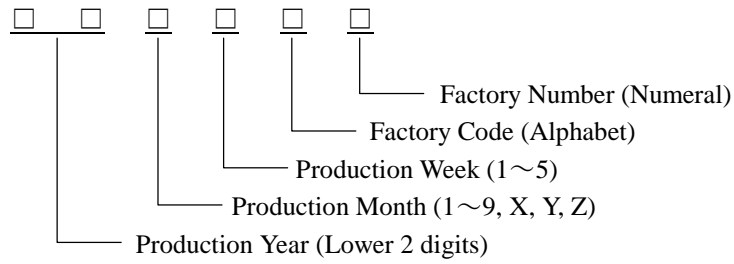 □ □ □ □ □ □
Factory Number (Numeral)
Factory Code (Alphabet)
Production Week (1～5)
Production Month (1～9, X, Y, Z)
Production Year (Lower 2 digits)